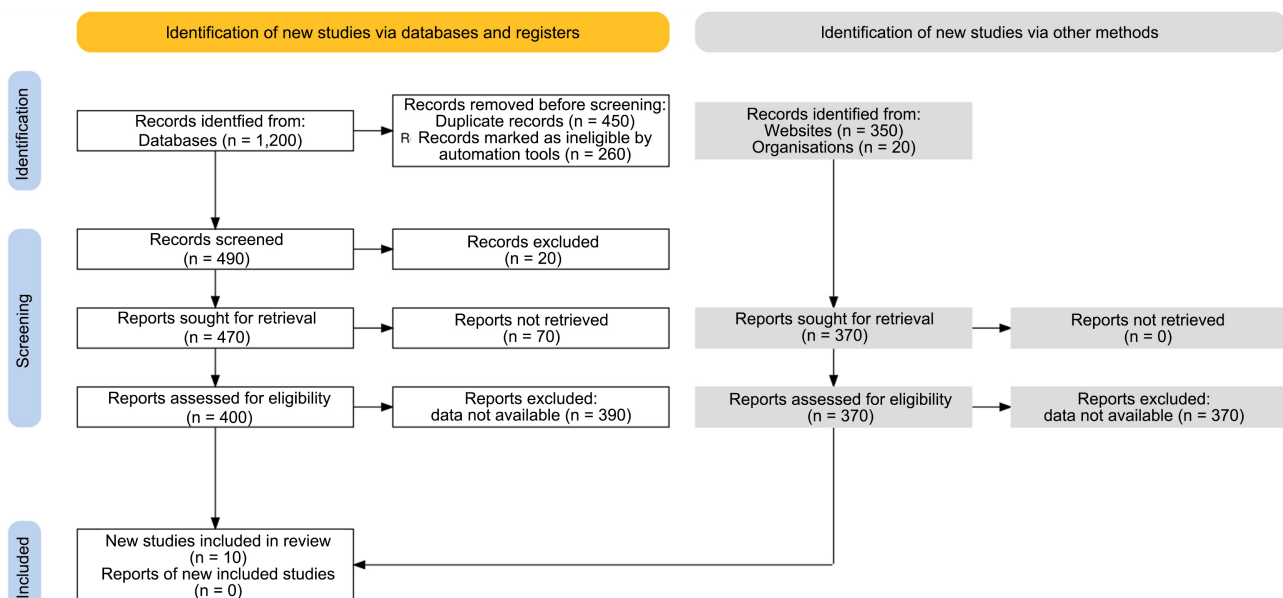 Identification of new studies via databases and registers
Identification of new studies via other methods
Identification
Records identfied from:
Databases (n = 1,200)
Records removed before screening:
Duplicate records (n = 450)
R Records marked as ineligible by
automation tools (n = 260)
Records identified from:
Websites (n = 350)
Organisations (n = 20)
Screening
Records screened
(n = 490)
Records excluded
(n = 20)
Reports sought for retrieval
(n = 470)
Reports not retrieved
(n = 70)
Reports sought for retrieval
(n = 370)
Reports not retrieved
(n = 0)
Reports assessed for eligibility
(n = 400)
Reports excluded:
data not available (n = 390)
Reports assessed for eligibility
(n = 370)
Reports excluded:
data not available (n = 370)
Included
New studies included in review
(n = 10)
Reports of new included studies
(n = 0)